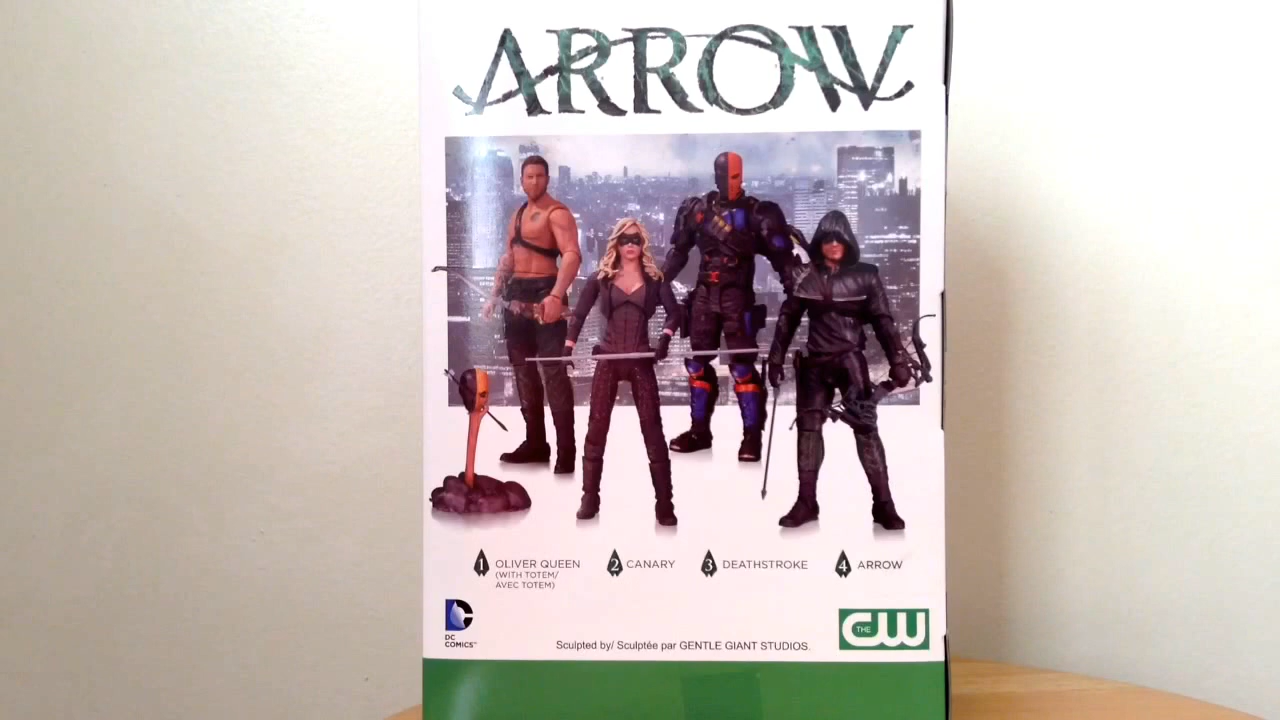 ARROW
1 OLIVER QUEEN
(WITH TOTEM/
AVEC TOTEM)
2 CANARY
3 DEATHSTROKE
4 ARROW
DC
COMICS™
THE CW
Sculpted by/ Sculptée par GENTLE GIANT STUDIOS.